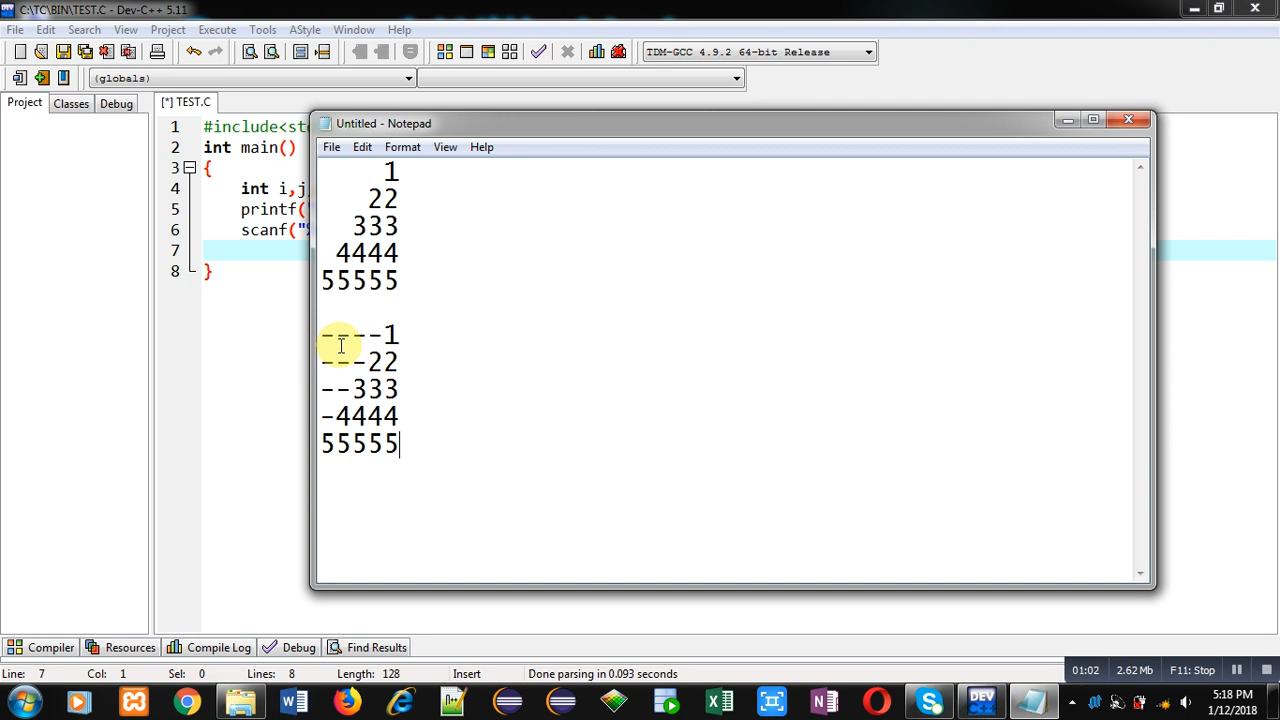 C:\TC\BIN\TEST.C - Dev-C++ 5.11
File Edit Search View Project Execute Tools AStyle Window Help
TDM-GCC 4.9.2 64-bit Release
(globals)
Project Classes Debug [*] TEST.C
Untitled - Notepad
File Edit Format View Help
1 #include<st
2 int main()
3 {
4 int i,j
5 printf("
6 scanf("
7
8 }
1
22
333
4444
55555
----1
---22
--333
-4444
55555
Compiler Resources Compile Log Debug Find Results
Line: 7 Col: 1 Sel: 0 Lines: 8 Length: 128 Insert Done parsing in 0.093 seconds
01:02 2.62 Mb F11: Stop
5:18 PM
1/12/2018